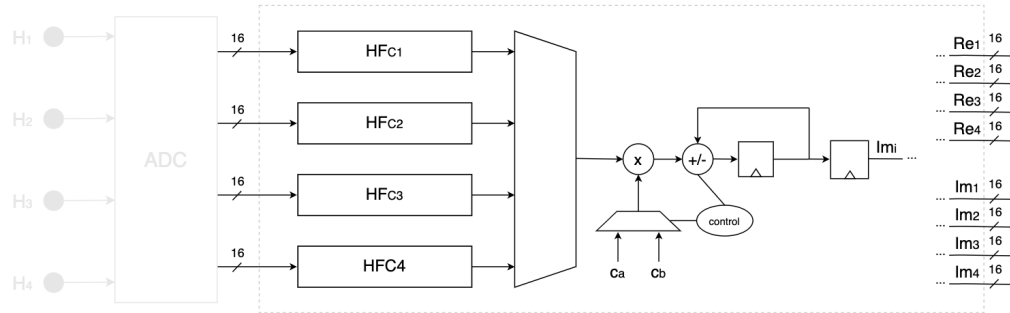 H1
H2
H3
H4
ADC
16
16
16
16
HFC1
HFC2
HFC3
HFC4
x
+/-
control
Ca
Cb
Imi
...
... Re1 16
... Re2 16
... Re3 16
... Re4 16
... Im1 16
... Im2 16
... Im3 16
... Im4 16